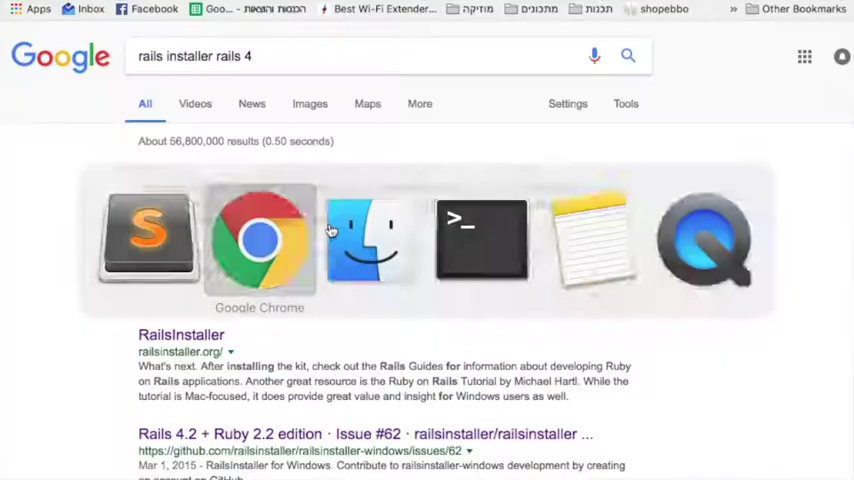 Apps Inbox Facebook Goo... - הכנסות והוצאות Best Wi-Fi Extender... מוזיקה מתכונים תכנות shopebbo » Other Bookmarks
Google rails installer rails 4
All Videos News Images Maps More Settings Tools
About 56,800,000 results (0.50 seconds)
S >_
Google Chrome
RailsInstaller
railsinstaller.org/
What's next. After installing the kit, check out the Rails Guides for information about developing Ruby
on Rails applications. Another great resource is the Ruby on Rails Tutorial by Michael Hartl. While the
tutorial is Mac-focused, it does provide great value and insight for Windows users as well.
Rails 4.2 + Ruby 2.2 edition · Issue #62 · railsinstaller/railsinstaller ...
https://github.com/railsinstaller/railsinstaller-windows/issues/62
Mar 1, 2015 - RailsInstaller for Windows. Contribute to railsinstaller-windows development by creating
an account on GitHub.